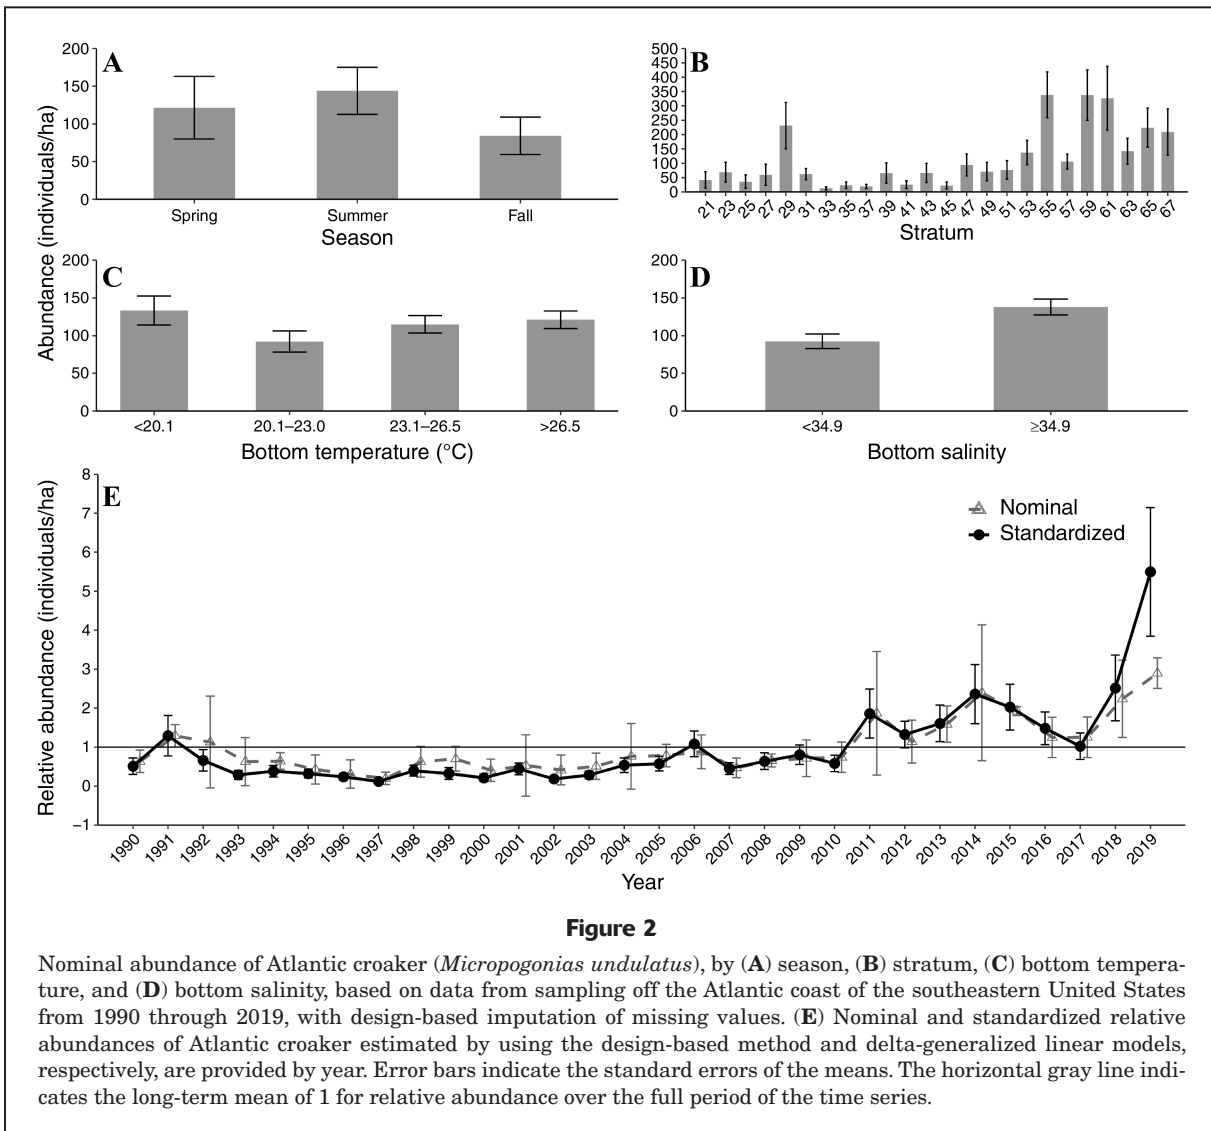 A
200
150
100
50
0
Spring Summer Fall
Season
B
500
450
400
350
300
250
200
150
100
50
0
21 23 25 27 29 31 33 35 37 39 41 43 45 47 49 51 53 55 57 59 61 63 65 67
Stratum
Abundance (individuals/ha)
C
200
150
100
50
0
<20.1 20.1–23.0 23.1–26.5 >26.5
Bottom temperature (°C)
D
200
150
100
50
0
<34.9 ≥34.9
Bottom salinity
E
8
7
6
5
4
3
2
1
0
−1
Relative abundance (individuals/ha)
Nominal
Standardized
1990 1991 1992 1993 1994 1995 1996 1997 1998 1999 2000 2001 2002 2003 2004 2005 2006 2007 2008 2009 2010 2011 2012 2013 2014 2015 2016 2017 2018 2019
Year
Figure 2
Nominal abundance of Atlantic croaker (Micropogonias undulatus), by (A) season, (B) stratum, (C) bottom tempera-
ture, and (D) bottom salinity, based on data from sampling off the Atlantic coast of the southeastern United States
from 1990 through 2019, with design-based imputation of missing values. (E) Nominal and standardized relative
abundances of Atlantic croaker estimated by using the design-based method and delta-generalized linear models,
respectively, are provided by year. Error bars indicate the standard errors of the means. The horizontal gray line indi-
cates the long-term mean of 1 for relative abundance over the full period of the time series.